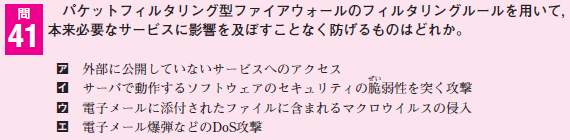 問
41
パケットフィルタリング型ファイアウォールのフィルタリングルールを用いて，
本来必要なサービスに影響を及ぼすことなく防げるものはどれか。
ア 外部に公開していないサービスへのアクセス
イ サーバで動作するソフトウェアのセキュリティの脆弱性を突く攻撃
ぜい
ウ 電子メールに添付されたファイルに含まれるマクロウイルスの侵入
エ 電子メール爆弾などのDoS攻撃